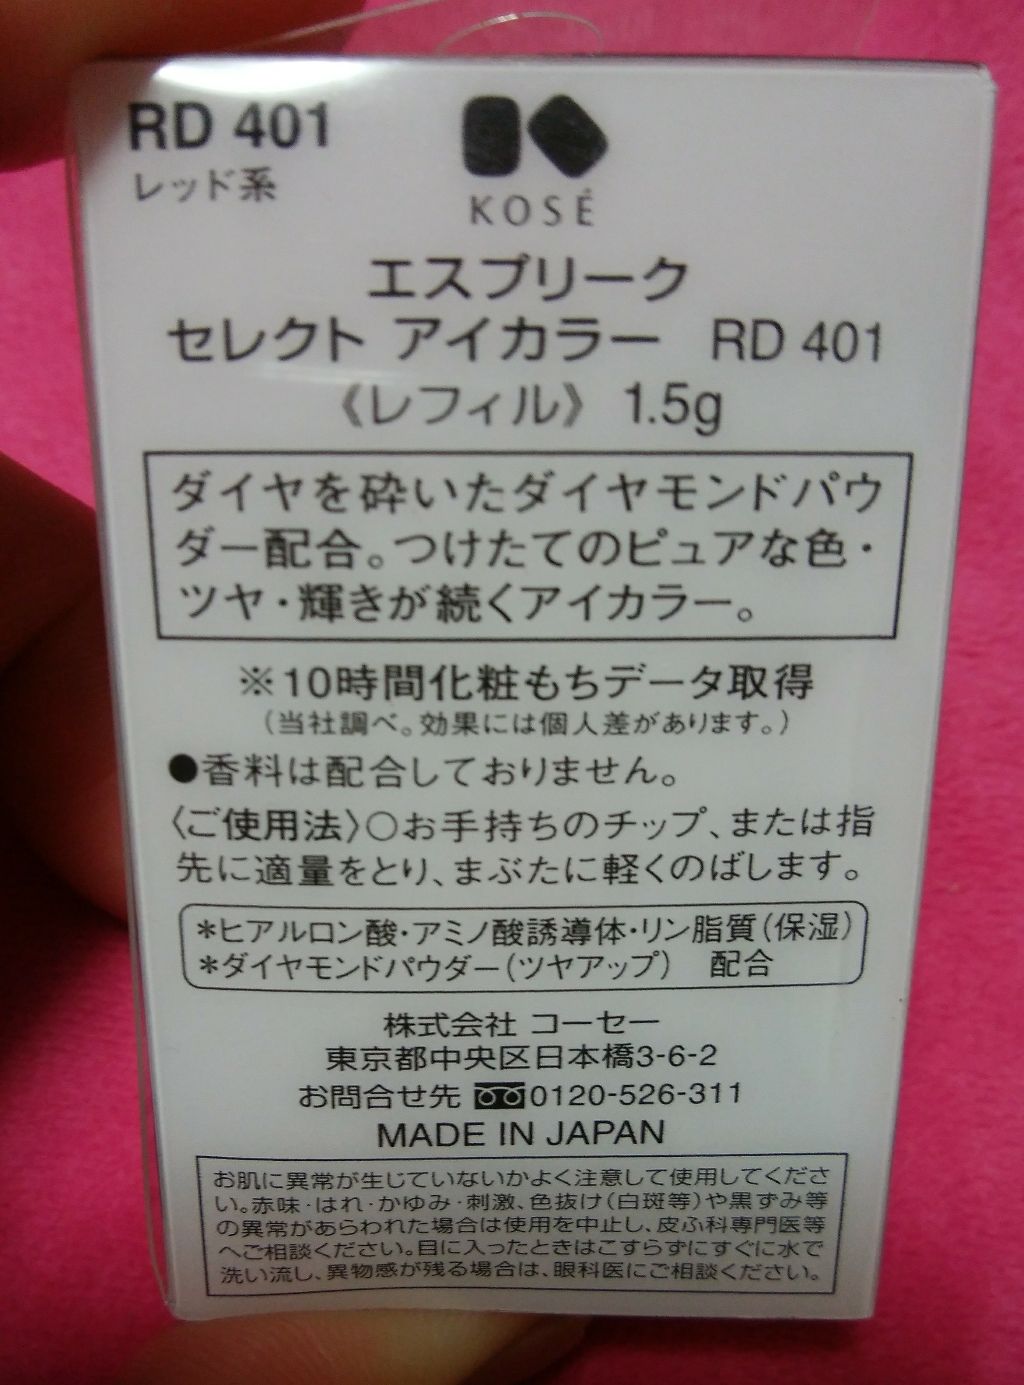 RD 401
レッド系
KOSÉ
エスプリーク
セレクト アイカラー RD 401
《レフィル》 1.5g
ダイヤを砕いたダイヤモンドパウ
ダー配合。つけたてのピュアな色・
ツヤ・輝きが続くアイカラー。
※10時間化粧もちデータ取得
(当社調べ。効果には個人差があります。)
●香料は配合しておりません。
〈ご使用法〉○お手持ちのチップ、または指
先に適量をとり、まぶたに軽くのばします。
*ヒアルロン酸・アミノ酸誘導体・リン脂質(保湿)
*ダイヤモンドパウダー(ツヤアップ) 配合
株式会社 コーセー
東京都中央区日本橋3-6-2
お問合せ先 0120-526-311
MADE IN JAPAN
お肌に異常が生じていないかよく注意して使用してくださ
い。赤味・はれ・かゆみ・刺激、色抜け(白斑等)や黒ずみ等
の異常があらわれた場合は使用を中止し、皮ふ科専門医等
へご相談ください。目に入ったときはこすらずにすぐに水で
洗い流し、異物感が残る場合は、眼科医にご相談ください。